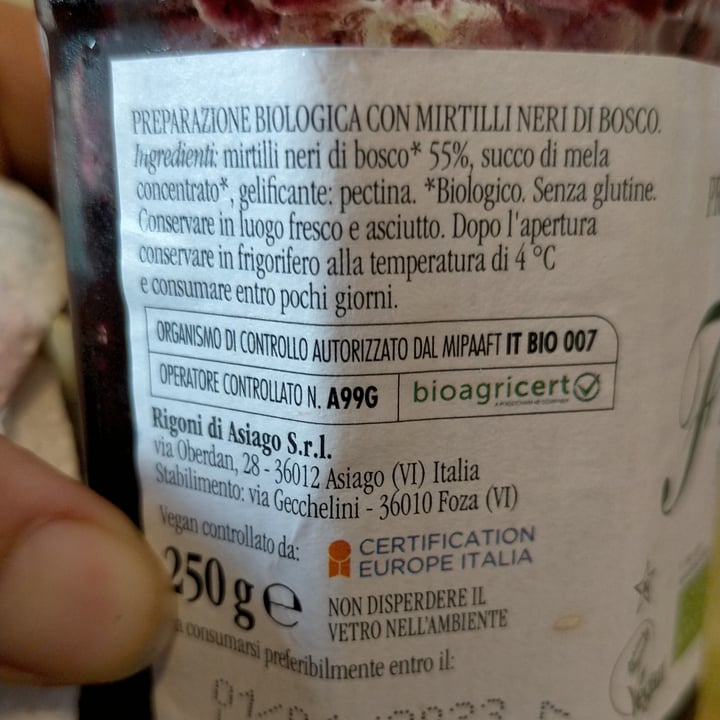 PREPARAZIONE BIOLOGICA CON MIRTILLI NERI DI BOSCO.
Ingredienti: mirtilli neri di bosco* 55%, succo di mela
concentrato*, gelificante: pectina. *Biologico. Senza glutine.
Conservare in luogo fresco e asciutto. Dopo l'apertura
conservare in frigorifero alla temperatura di 4 °C
e consumare entro pochi giorni.
ORGANISMO DI CONTROLLO AUTORIZZATO DAL MIPAAFT IT BIO 007
OPERATORE CONTROLLATO N. A99G
bioagricert
Rigoni di Asiago S.r.l.
via Oberdan, 28 - 36012 Asiago (VI) Italia
Stabilimento: via Gecchelini - 36010 Foza (VI)
Vegan controllato da:
CERTIFICATION
EUROPE ITALIA
250 g e
NON DISPERDERE IL
VETRO NELL'AMBIENTE
a consumarsi preferibilmente entro il:
Vegan